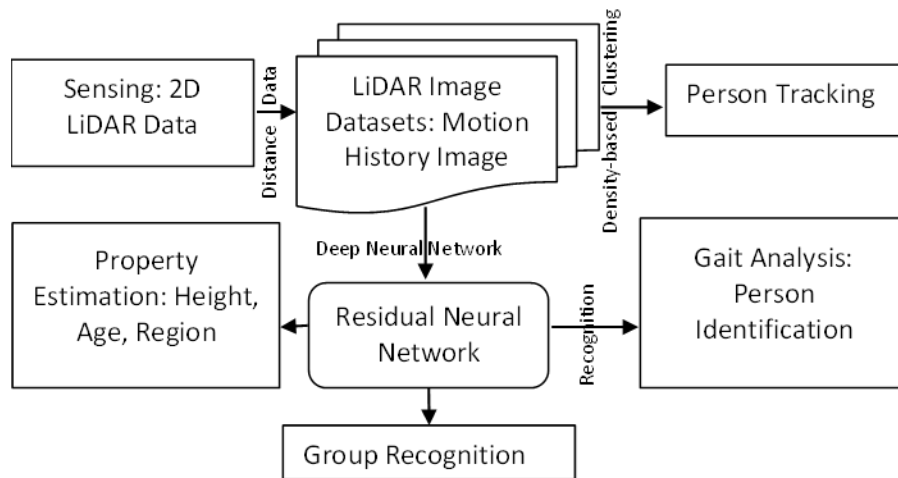 Sensing: 2D
LiDAR Data
Distance Data
LiDAR Image
Datasets: Motion
History Image
Density-based Clustering
Person Tracking
Deep Neural Network
Property
Estimation: Height,
Age, Region
Residual Neural
Network
Recognition
Gait Analysis:
Person
Identification
Group Recognition